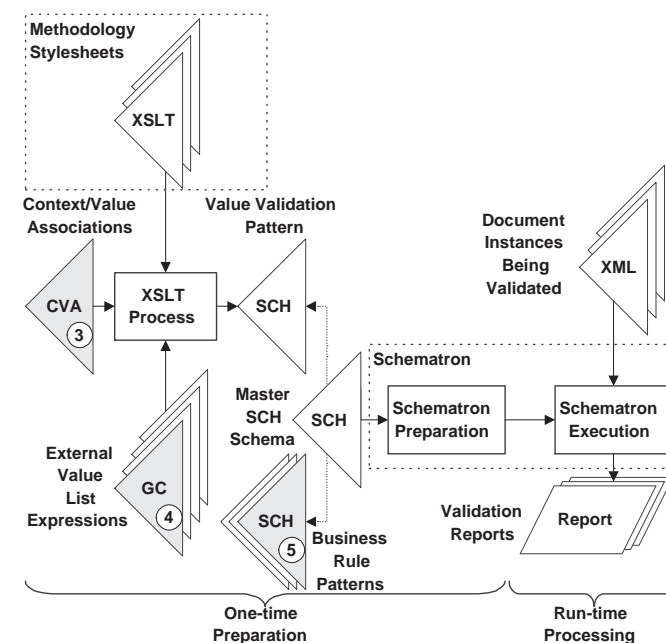 Methodology
Stylesheets
XSLT
Context/Value
Associations
Value Validation
Pattern
Document
Instances
Being
Validated
XML
CVA
3
XSLT
Process
SCH
Schematron
Master
SCH
Schema
SCH
Schematron
Preparation
Schematron
Execution
External
Value
List
Expressions
GC
4
SCH
5
Business
Rule
Patterns
Validation
Reports
Report
One-time
Preparation
Run-time
Processing